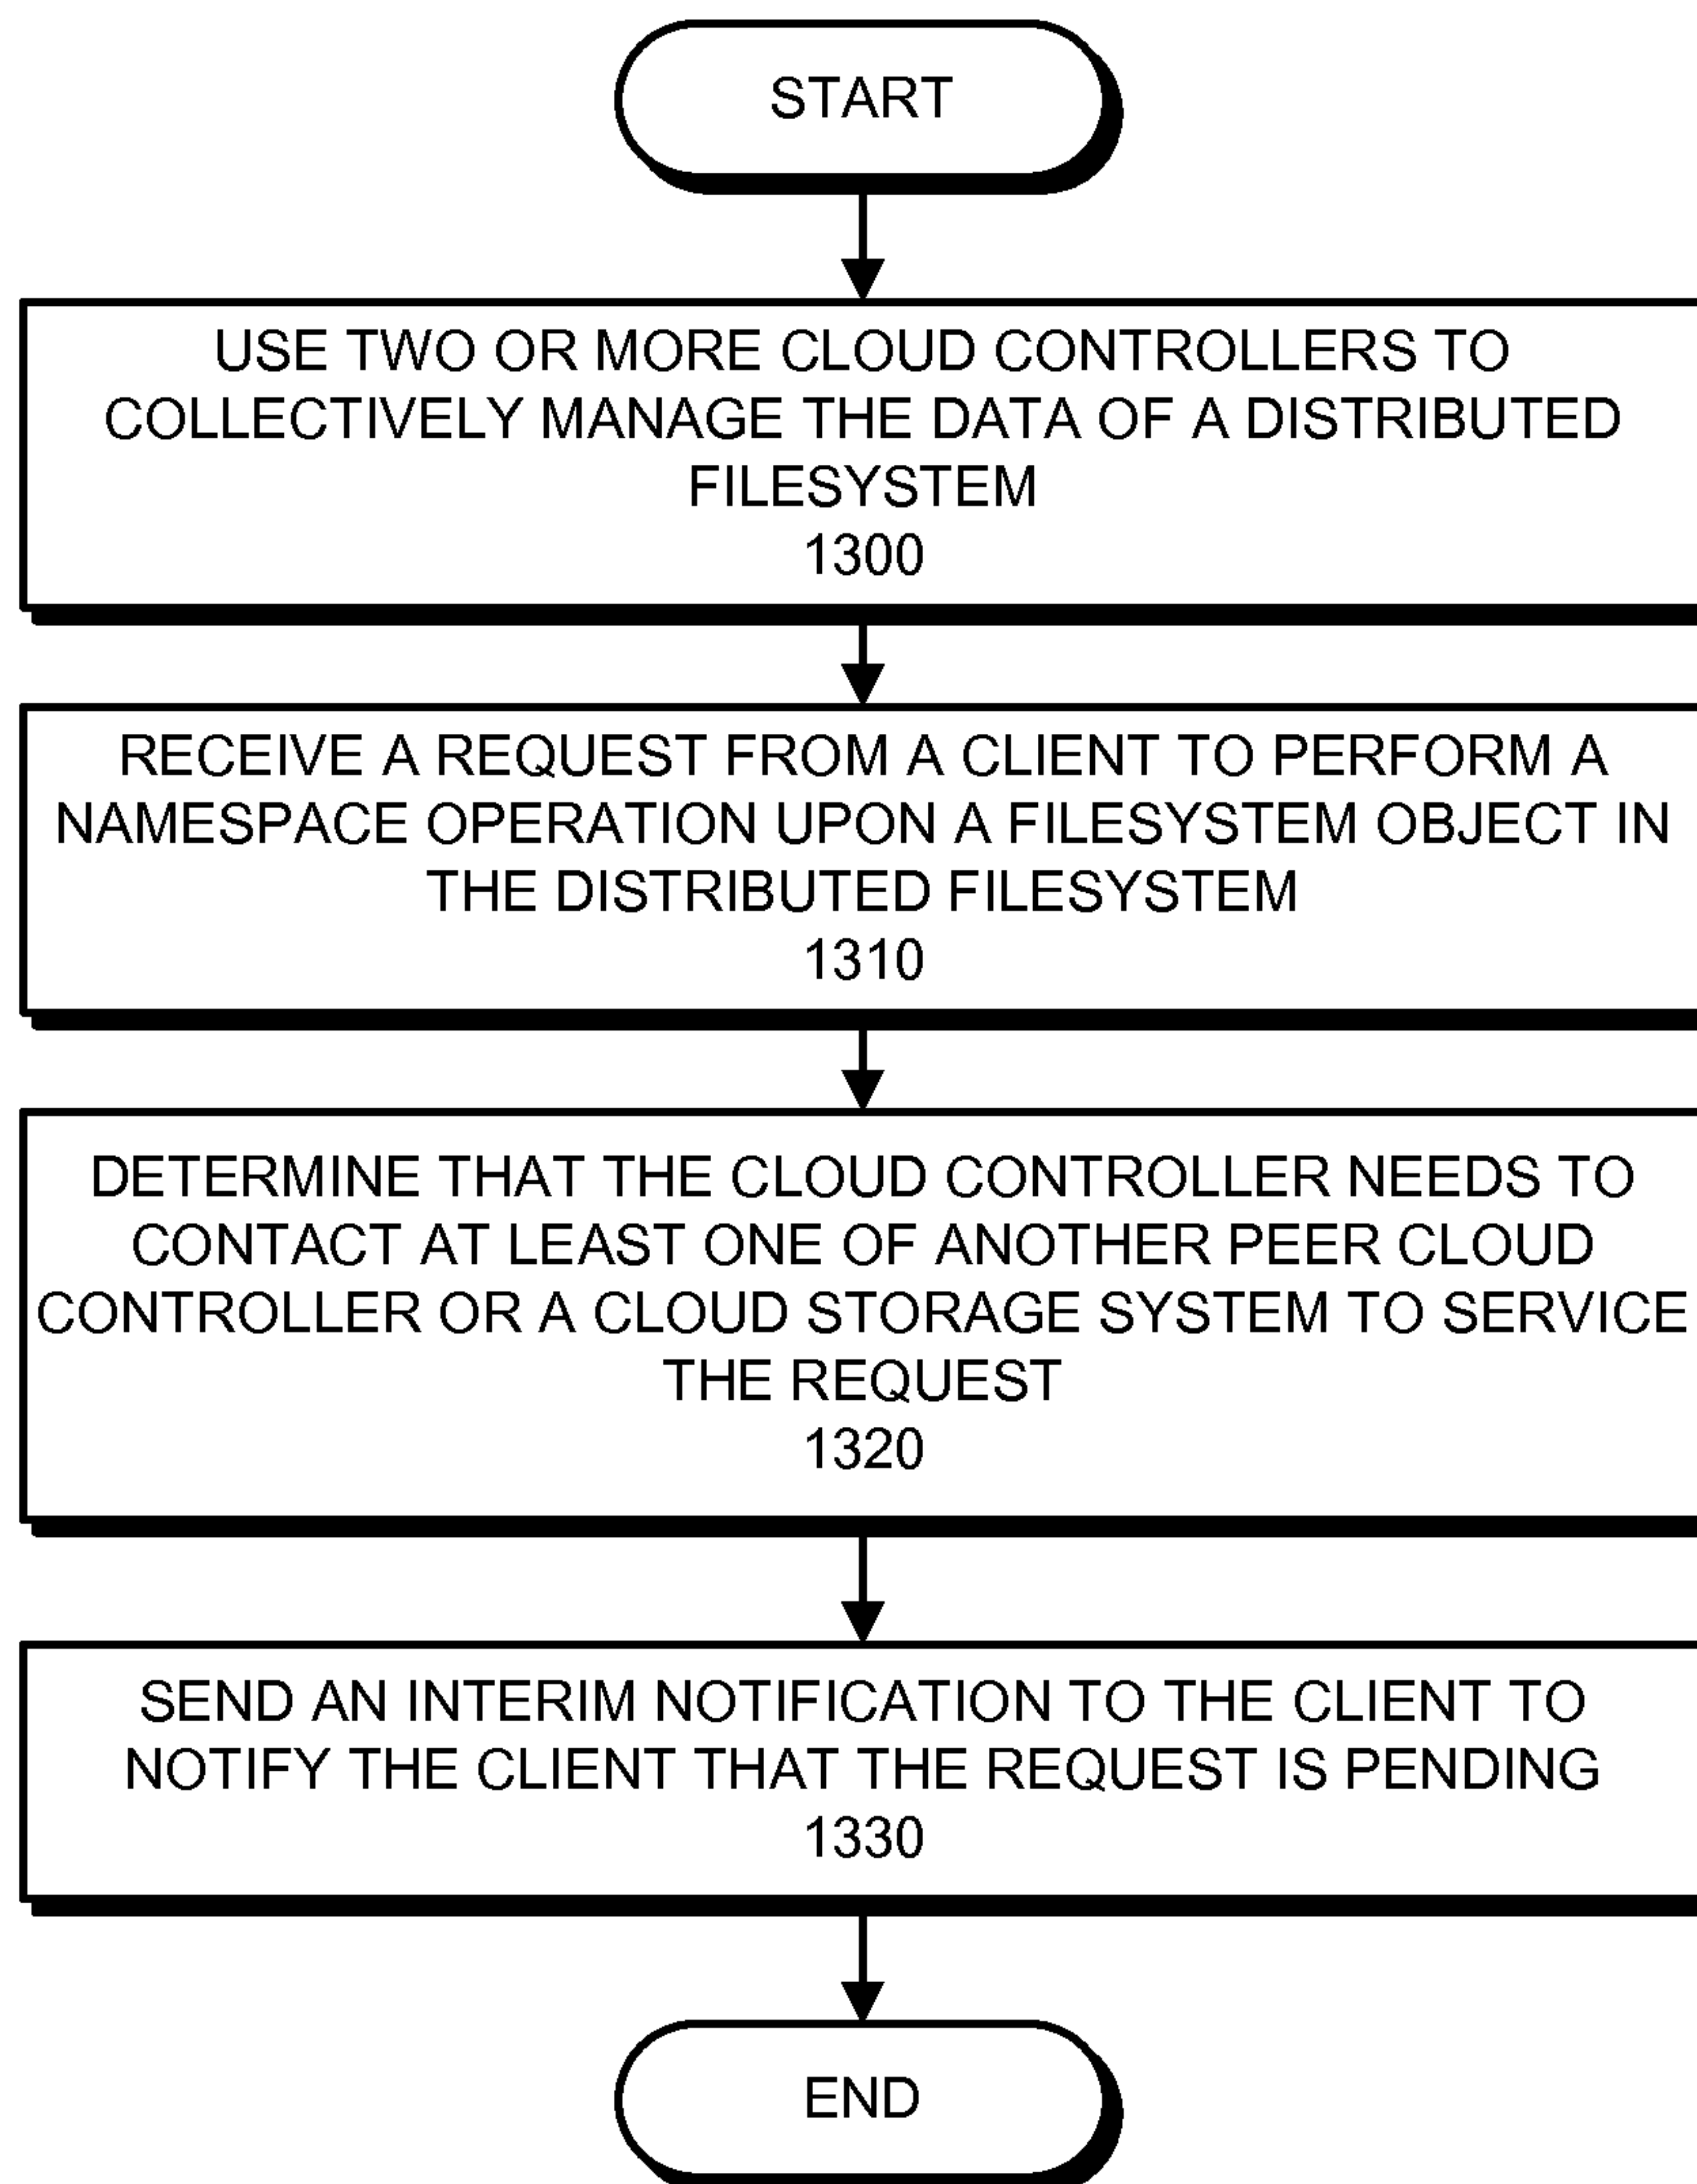 START
USE TWO OR MORE CLOUD CONTROLLERS TO
COLLECTIVELY MANAGE THE DATA OF A DISTRIBUTED
FILESYSTEM
1300
RECEIVE A REQUEST FROM A CLIENT TO PERFORM A
NAMESPACE OPERATION UPON A FILESYSTEM OBJECT IN
THE DISTRIBUTED FILESYSTEM
1310
DETERMINE THAT THE CLOUD CONTROLLER NEEDS TO
CONTACT AT LEAST ONE OF ANOTHER PEER CLOUD
CONTROLLER OR A CLOUD STORAGE SYSTEM TO SERVICE
THE REQUEST
1320
SEND AN INTERIM NOTIFICATION TO THE CLIENT TO
NOTIFY THE CLIENT THAT THE REQUEST IS PENDING
1330
END